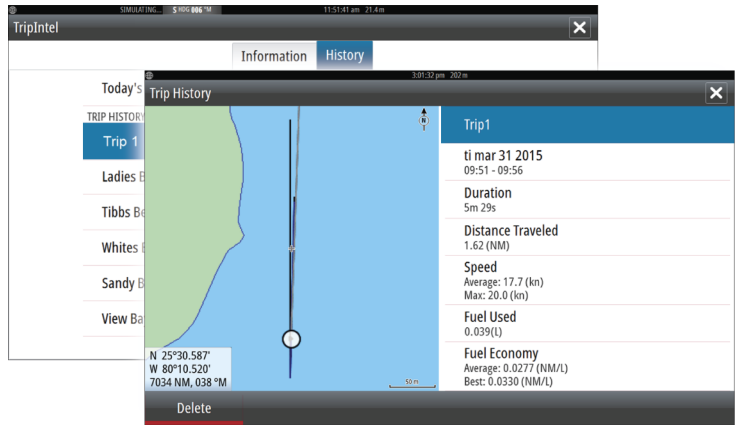 SIMULATING... S HDG 006 °M 11:51:41 am 21.4 m
TripIntel
Information History
Today's
TRIP HISTORY
Trip 1
Ladies
Tibbs
Whites
Sandy
View
3:01:32 pm 202 m
Trip History
N
Trip1
ti mar 31 2015
09:51 - 09:56
Duration
5m 29s
Distance Traveled
1.62 (NM)
Speed
Average: 17.7 (kn)
Max: 20.0 (kn)
Fuel Used
0.039(L)
Fuel Economy
Average: 0.0277 (NM/L)
Best: 0.0330 (NM/L)
N 25°30.587'
W 80°10.520'
7034 NM, 038 °M
50 m
Delete